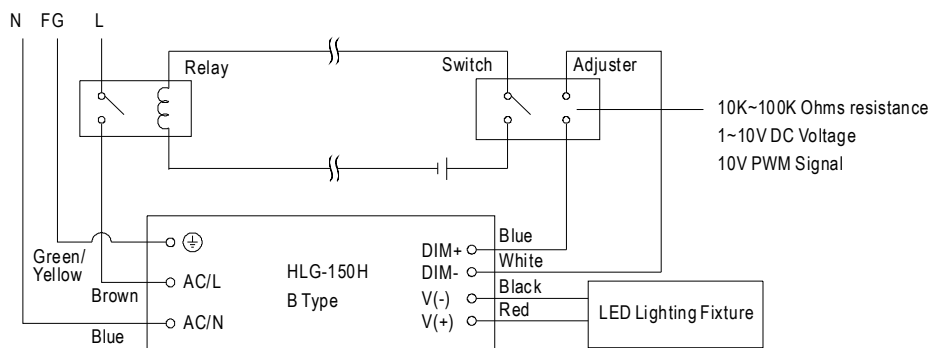 N FG L
Relay
Switch
Adjuster
10K~100K Ohms resistance
1~10V DC Voltage
10V PWM Signal
Green/
Yellow
Brown
Blue
AC/L
AC/N
HLG-150H
B Type
DIM+
DIM-
V(-)
V(+)
Blue
White
Black
Red
LED Lighting Fixture